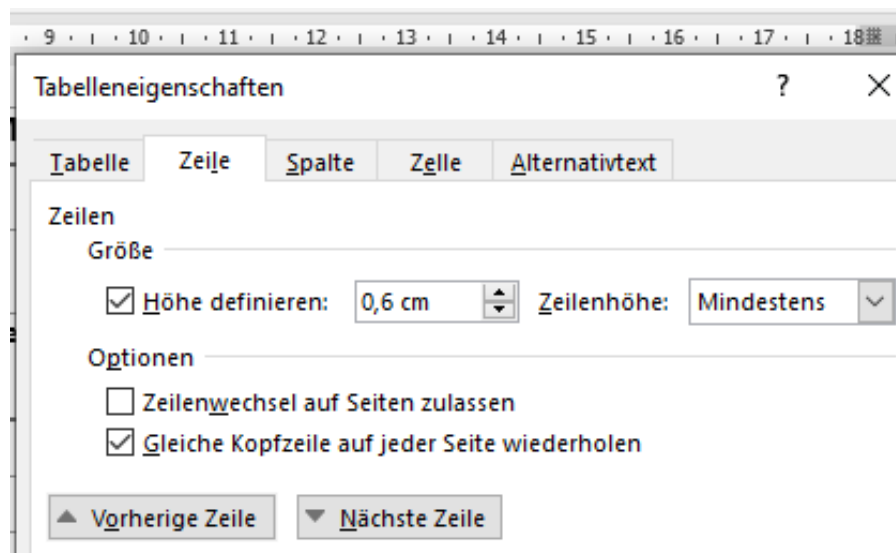 9 10 11 12 13 14 15 16 17 18
Tabelleneigenschaften ?
Tabelle Zeile Spalte Zelle Alternativtext
Zeilen
Größe
Höhe definieren: 0,6 cm Zeilenhöhe: Mindestens
Optionen
Zeilenwechsel auf Seiten zulassen
Gleiche Kopfzeile auf jeder Seite wiederholen
Vorherige Zeile Nächste Zeile